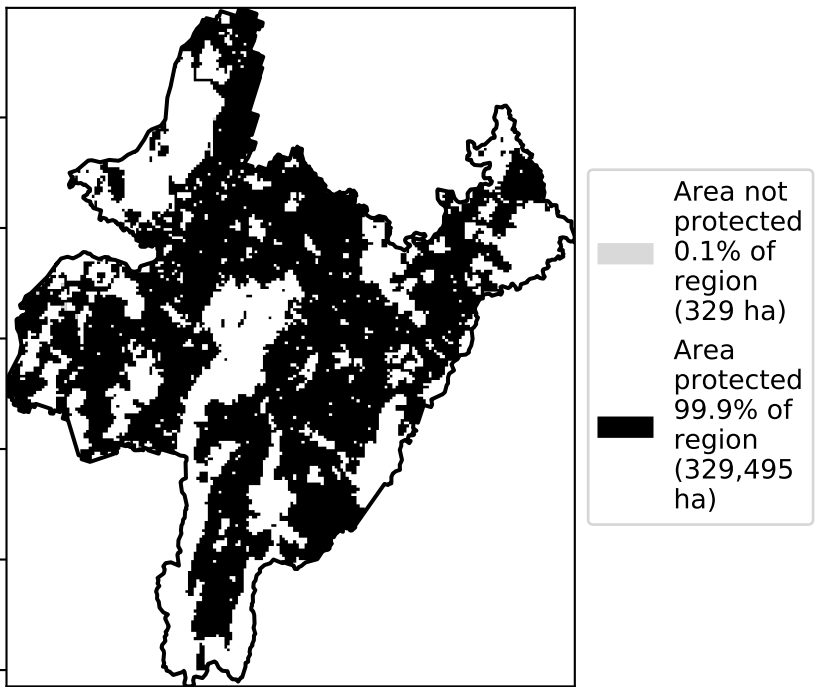 Area not
protected
0.1% of
region
(329 ha)
Area
protected
99.9% of
region
(329,495
ha)